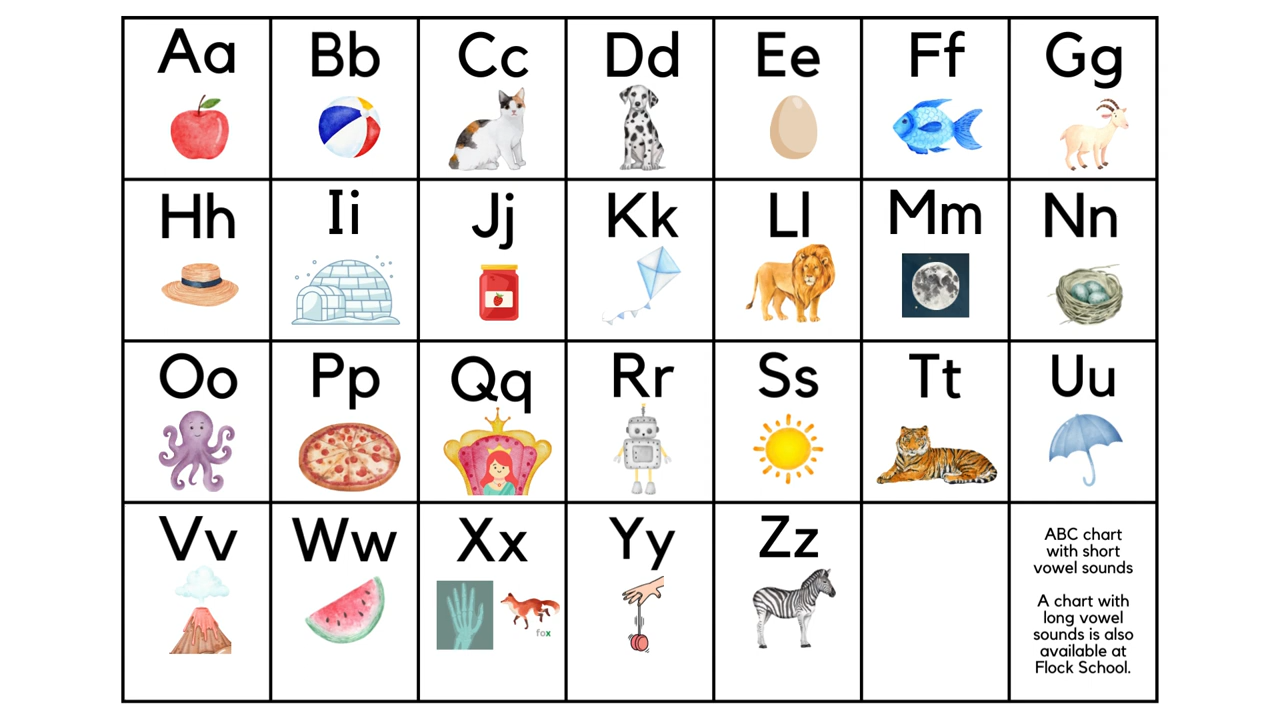 Aa Bb Cc Dd Ee Ff Gg
Hh Ii Jj Kk Ll Mm Nn
Oo Pp Qq Rr Ss Tt Uu
Vv Ww Xx Yy Zz
fox
ABC chart
with short
vowel sounds
A chart with
long vowel
sounds is also
available at
Flock School.